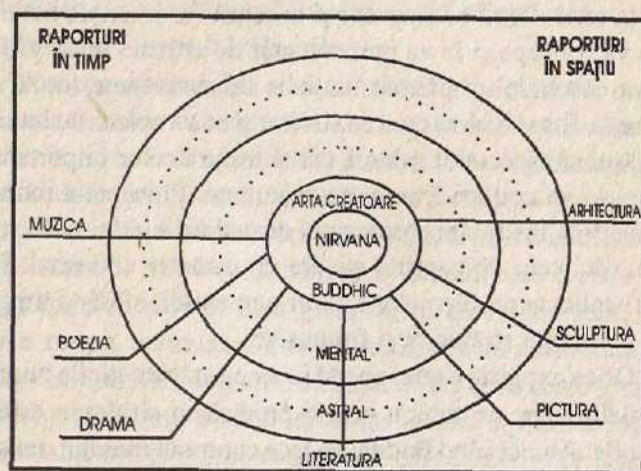 RAPORTURI
ÎN TIMP
RAPORTURI
ÎN SPAȚIU
ARTA CREATOARE
ARHITECTURA
MUZICA
NIRVANA
BUDDHIC
SCULPTURA
POEZIA
MENTAL
DRAMA
ASTRAL
PICTURA
LITERATURA